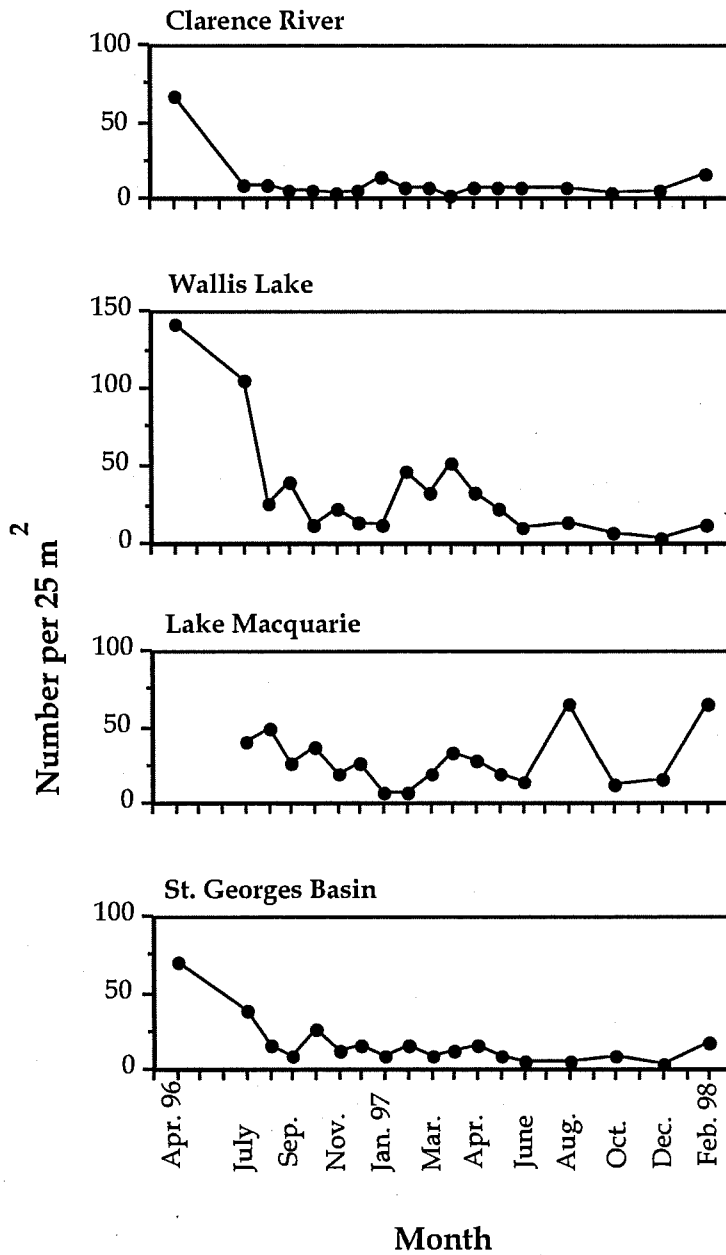 Clarence River
100
50
0
Wallis Lake
150
100
50
0
Lake Macquarie
100
50
0
St. Georges Basin
100
50
0
Number per 25 m2
Apr. 96 July Sep. Nov. Jan. 97 Mar. Apr. June Aug. Oct. Dec. Feb. 98
Month